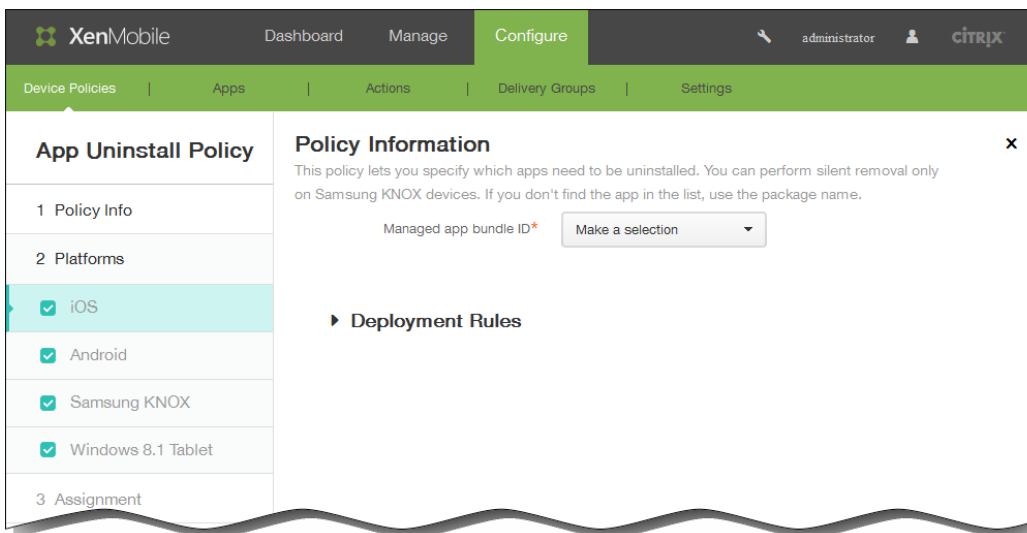 XenMobile
Dashboard
Manage
Configure
administrator
CİTRIX
Device Policies | Apps | Actions | Delivery Groups | Settings
App Uninstall Policy
1 Policy Info
2 Platforms
iOS
Android
Samsung KNOX
Windows 8.1 Tablet
3 Assignment
Policy Information
x
This policy lets you specify which apps need to be uninstalled. You can perform silent removal only
on Samsung KNOX devices. If you don't find the app in the list, use the package name.
Managed app bundle ID*
Make a selection
Deployment Rules